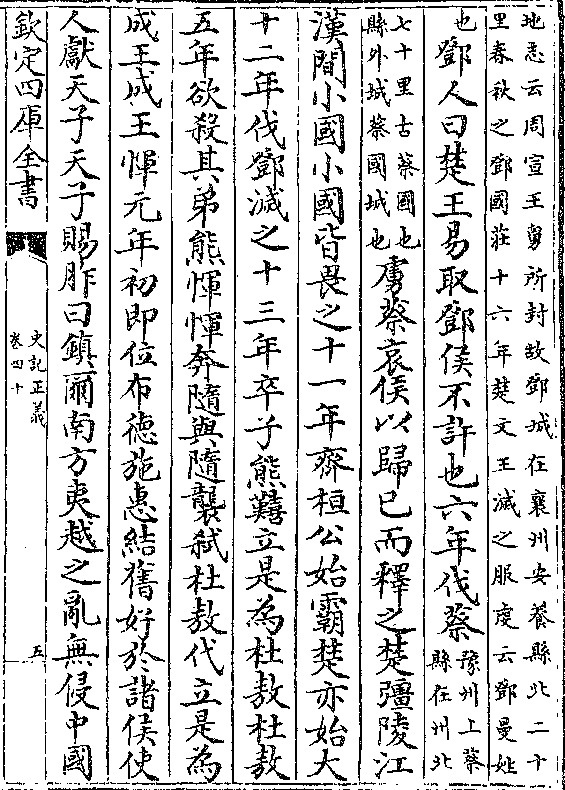 地志云周宣王舅所封故鄧城在襄州安養縣北二十
里春秋之鄧國莊十六年楚文王滅之服虔云鄧曼姓
也鄧人曰楚王易取鄧侯不許也六年伐蔡豫州上蔡
縣在州北
七十里古蔡國也
縣外城蔡國城也虜蔡哀侯以歸已而釋之楚彊陵江
漢間小國小國皆畏之十一年齊桓公始霸楚亦始大
十二年伐鄧滅之十三年卒子熊囏立是為杜敖杜敖
五年欲殺其弟熊惲惲奔隨與隨襲弑杜敖代立是為
成王成王惲元年初即位布德施惠結舊好於諸侯使
人獻天子天子賜胙曰鎮爾南方夷越之亂無侵中國
欽定四庫全書
史記正義
卷四十
五